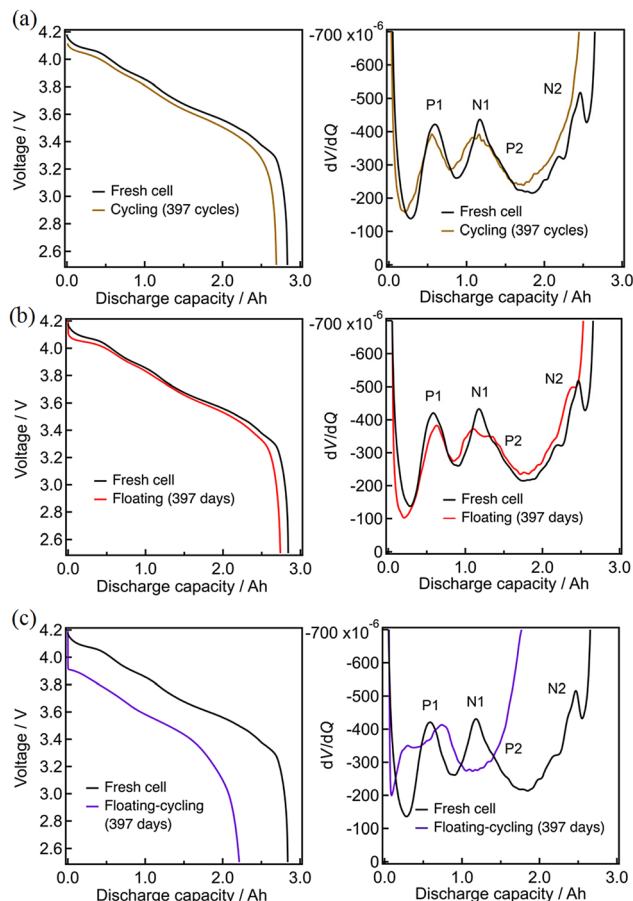 (a)
4.2
4.0
3.8
3.6
3.4
3.2
3.0
2.8
2.6
Voltage / V
Fresh cell
Cycling (397 cycles)
0.0 1.0 2.0 3.0
Discharge capacity / Ah
-700 x10⁻⁶
-600
-500
-400
-300
-200
-100
0
dV/dQ
P1
N1
P2
N2
Fresh cell
Cycling (397 cycles)
0.0 1.0 2.0 3.0
Discharge capacity / Ah
(b)
4.2
4.0
3.8
3.6
3.4
3.2
3.0
2.8
2.6
Voltage / V
Fresh cell
Floating (397 days)
0.0 1.0 2.0 3.0
Discharge capacity / Ah
-700 x10⁻⁶
-600
-500
-400
-300
-200
-100
0
dV/dQ
P1
N1
P2
N2
Fresh cell
Floating (397 days)
0.0 1.0 2.0 3.0
Discharge capacity / Ah
(c)
4.2
4.0
3.8
3.6
3.4
3.2
3.0
2.8
2.6
Voltage / V
Fresh cell
Floating-cycling
(397 days)
0.0 1.0 2.0 3.0
Discharge capacity / Ah
-700 x10⁻⁶
-600
-500
-400
-300
-200
-100
0
dV/dQ
P1
N1
P2
N2
Fresh cell
Floating-cycling (397 days)
0.0 1.0 2.0 3.0
Discharge capacity / Ah